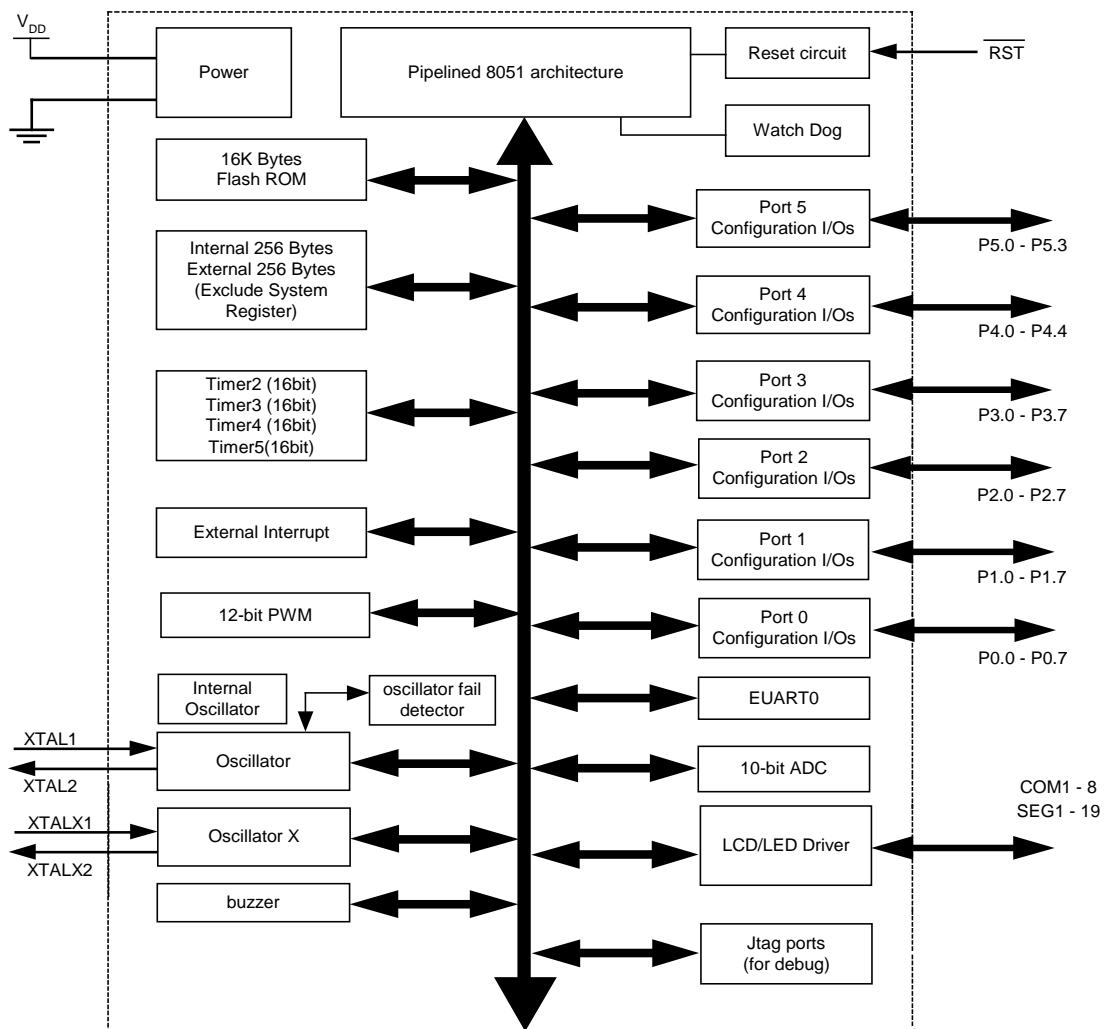 VDD
Power
Pipelined 8051 architecture
Reset circuit
RST
Watch Dog
16K Bytes
Flash ROM
Port 5
Configuration I/Os
P5.0 - P5.3
Internal 256 Bytes
External 256 Bytes
(Exclude System
Register)
Port 4
Configuration I/Os
P4.0 - P4.4
Timer2 (16bit)
Timer3 (16bit)
Timer4 (16bit)
Timer5(16bit)
Port 3
Configuration I/Os
P3.0 - P3.7
Port 2
Configuration I/Os
P2.0 - P2.7
External Interrupt
Port 1
Configuration I/Os
P1.0 - P1.7
12-bit PWM
Port 0
Configuration I/Os
P0.0 - P0.7
Internal
Oscillator
oscillator fail
detector
EUART0
XTAL1
Oscillator
XTAL2
10-bit ADC
COM1 - 8
SEG1 - 19
XTALX1
Oscillator X
XTALX2
LCD/LED Driver
buzzer
Jtag ports
(for debug)